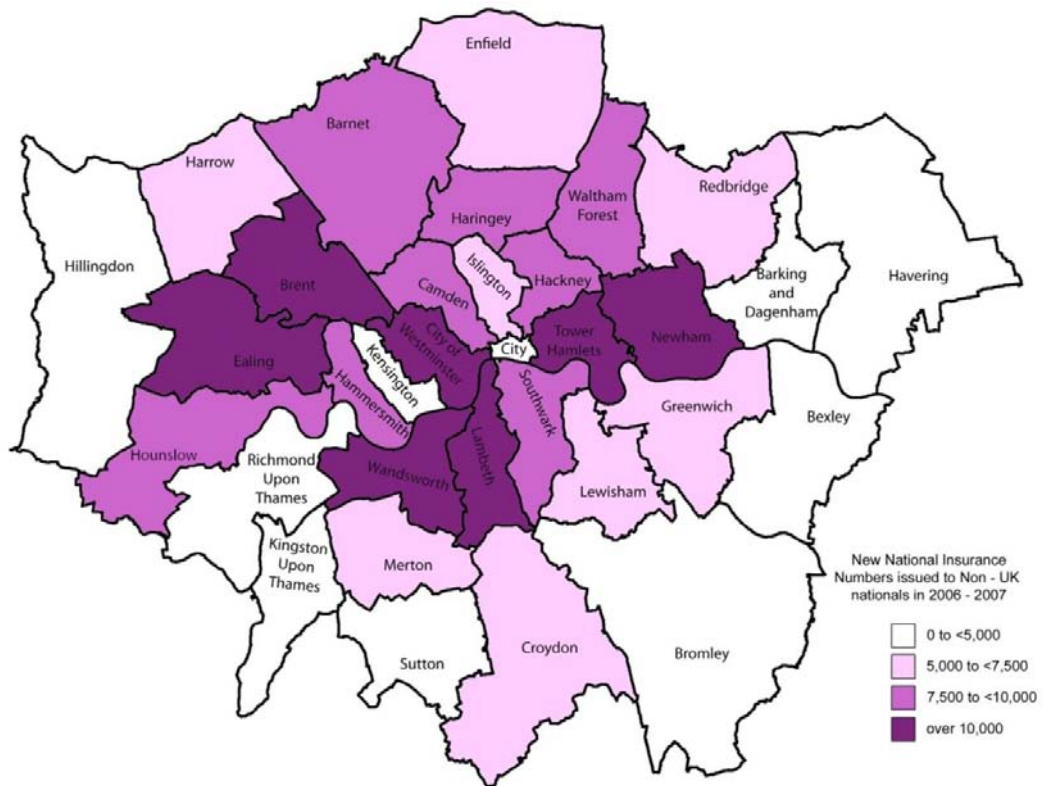 Enfield
Barnet
Harrow
Redbridge
Waltham
Forest
Haringey
Hillingdon
Islington
Hackney
Barking
and
Dagenham
Havering
Brent
Camden
City of
Westminster
City
Tower
Hamlets
Newham
Ealing
Kensington
Hammersmith
Southwark
Greenwich
Bexley
Hounslow
Richmond
Upon
Thames
Wandsworth
Lambeth
Lewisham
Kingston
Upon
Thames
Merton
Sutton
Croydon
Bromley
New National Insurance
Numbers issued to Non - UK
nationals in 2006 - 2007
0 to <5,000
5,000 to <7,500
7,500 to <10,000
over 10,000